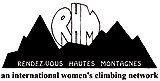 RHM
RENDEZ-VOUS HAUTES MONTAGNES
an international women's climbing network